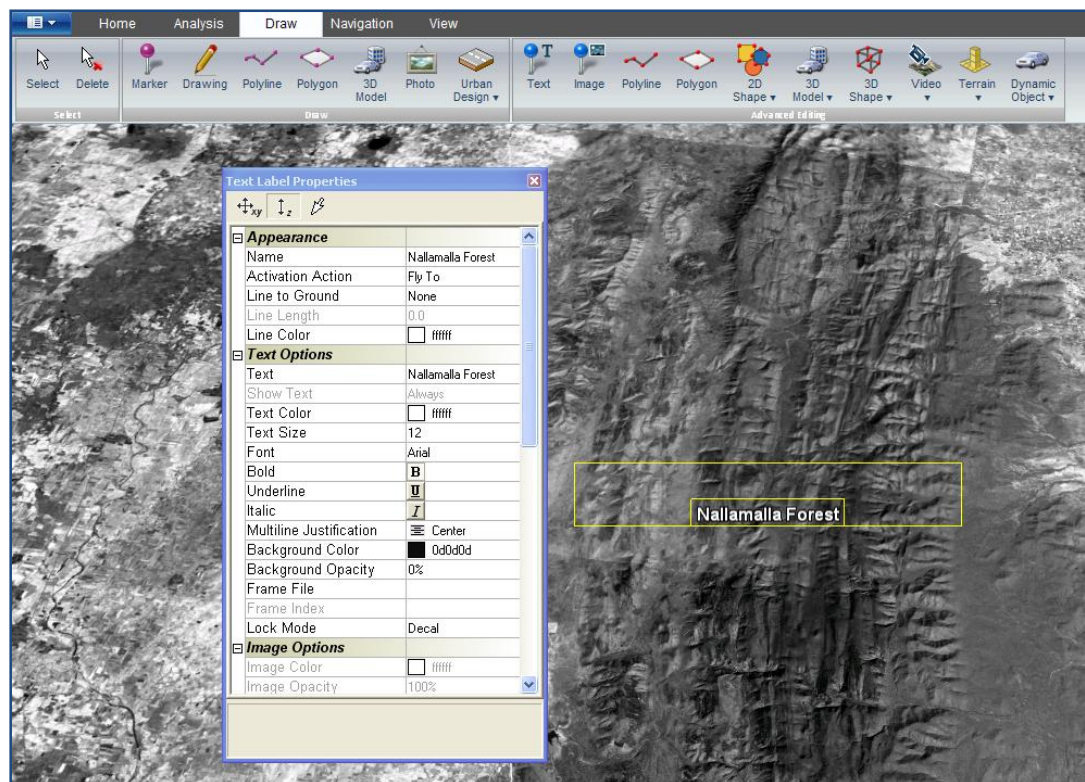 Home Analysis Draw Navigation View
Select Delete Marker Drawing Polyline Polygon 3D Model Photo Urban Design Text Image Polyline Polygon 2D Shape 3D Model 3D Shape Video Terrain Dynamic Object
Select Draw Advanced Editing
Text Label Properties
xy z
Appearance
Name Nallamalla Forest
Activation Action Fly To
Line to Ground None
Line Length 0.0
Line Color ffffff
Text Options
Text Nallamalla Forest
Show Text Always
Text Color ffffff
Text Size 12
Font Arial
Bold B
Underline U
Italic I
Multiline Justification Center
Background Color 0d0d0d
Background Opacity 0%
Frame File
Frame Index
Lock Mode Decal
Image Options
Image Color ffffff
Image Opacity 100%
Nallamalla Forest